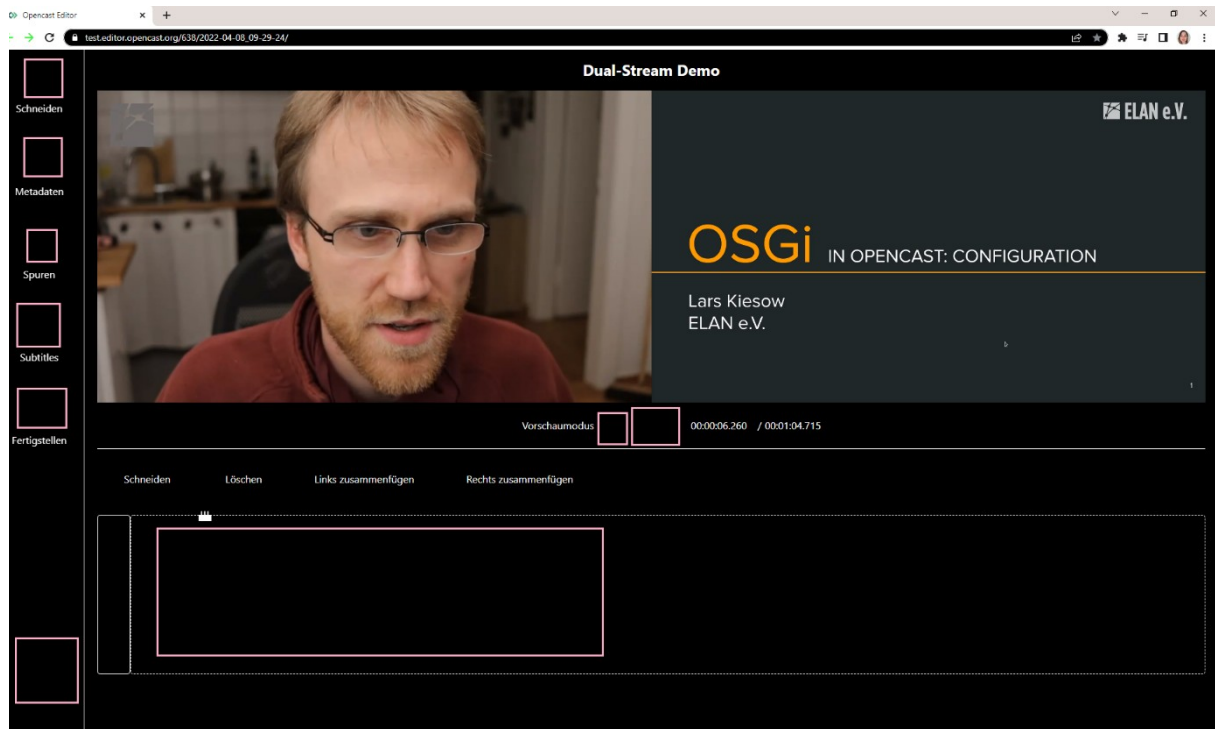 Opencast Editor
test.editor.opencast.org/638/2022-04-08_09-29-24/
Dual-Stream Demo
Schneiden
Metadaten
Spuren
Subtitles
Fertigstellen
ELAN e.V.
OSGi IN OPENCAST: CONFIGURATION
Lars Kiesow
ELAN e.V.
1
Vorschaumodus 00:00:06.260 / 00:01:04.715
Schneiden Löschen Links zusammenfügen Rechts zusammenfügen